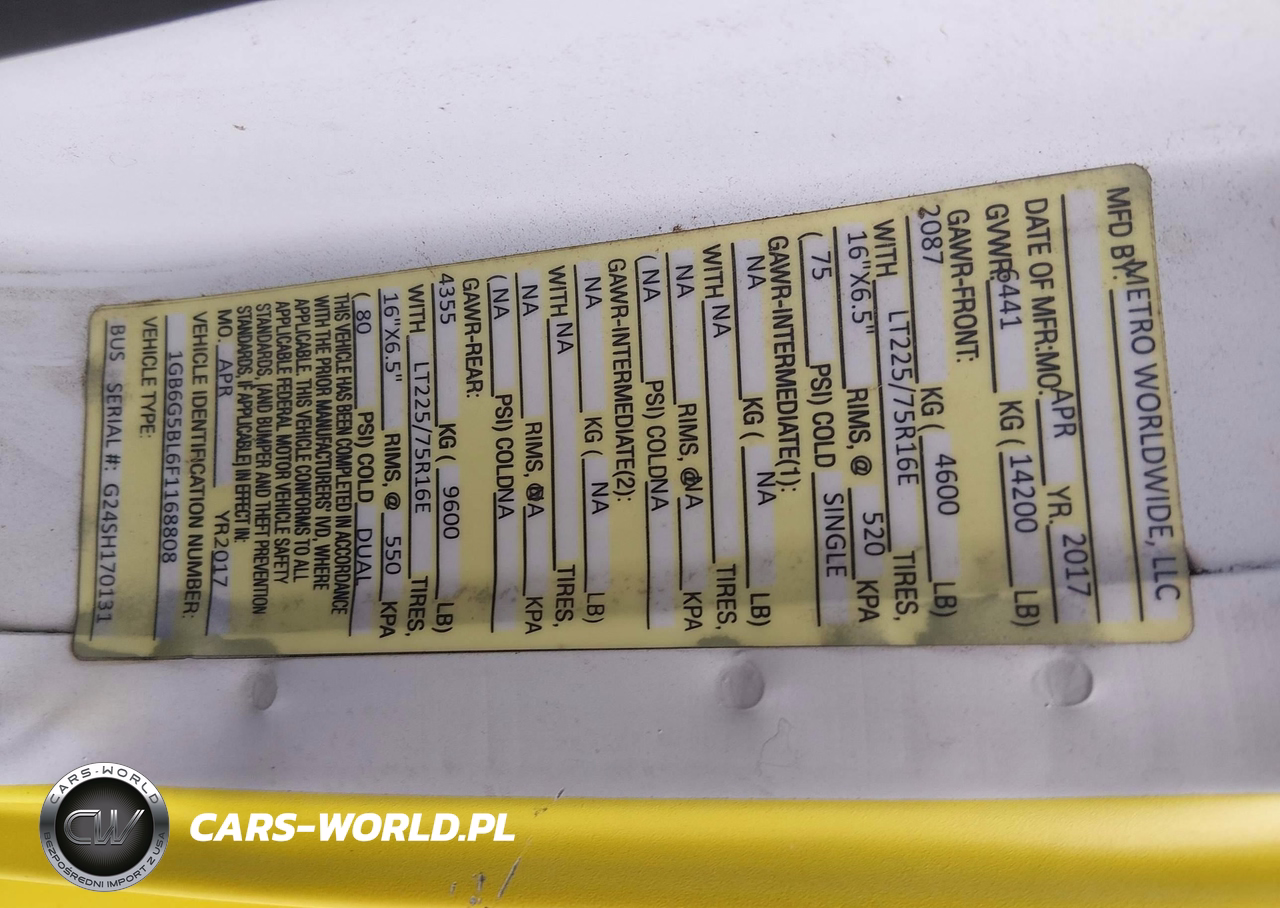 MFD BY: METRO WORLDWIDE, LLC
DATE OF MFR:MO. APR YR. 2017
GVWR 6441 KG ( 14200 LB)
GAWR-FRONT:
2087 KG ( 4600 LB)
WITH LT225/75R16E TIRES,
16"X6.5" RIMS, @ 520 KPA
( 75 PSI) COLD SINGLE
GAWR-INTERMEDIATE(1):
NA KG ( NA LB)
WITH NA TIRES,
NA RIMS, @NA KPA
(NA PSI) COLDNA
GAWR-INTERMEDIATE(2):
NA KG ( NA LB)
WITH NA TIRES,
NA RIMS, @NA KPA
(NA PSI) COLDNA
GAWR-REAR:
4355 KG ( 9600 LB)
WITH LT225/75R16E TIRES,
16"X6.5" RIMS, @ 550 KPA
( 80 PSI) COLD DUAL
THIS VEHICLE HAS BEEN COMPLETED IN ACCORDANCE
WITH THE PRIOR MANUFACTURERS' IVD, WHERE
APPLICABLE. THIS VEHICLE CONFORMS TO ALL
APPLICABLE FEDERAL MOTOR VEHICLE SAFETY
STANDARDS, [AND BUMPER AND THEFT PREVENTION
STANDARDS, IF APPLICABLE] IN EFFECT IN:
MO. APR YR.2017
VEHICLE IDENTIFICATION NUMBER:
1GB6G5BL6F1168808
VEHICLE TYPE:
BUS SERIAL #: G24SH170131
CARS-WORLD
CW
BEZPOŚREDNI IMPORT Z USA
CARS-WORLD.PL